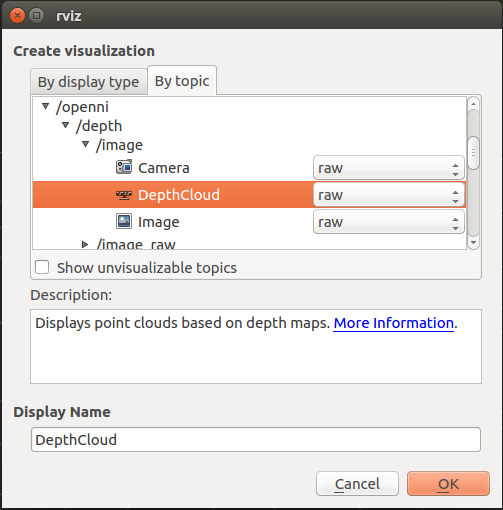 rviz
Create visualization
By display type By topic
/openni
/depth
/image
Camera raw
DepthCloud raw
Image raw
/image_raw
Show unvisualizable topics
Description:
Displays point clouds based on depth maps. More Information.
Display Name
DepthCloud
Cancel OK